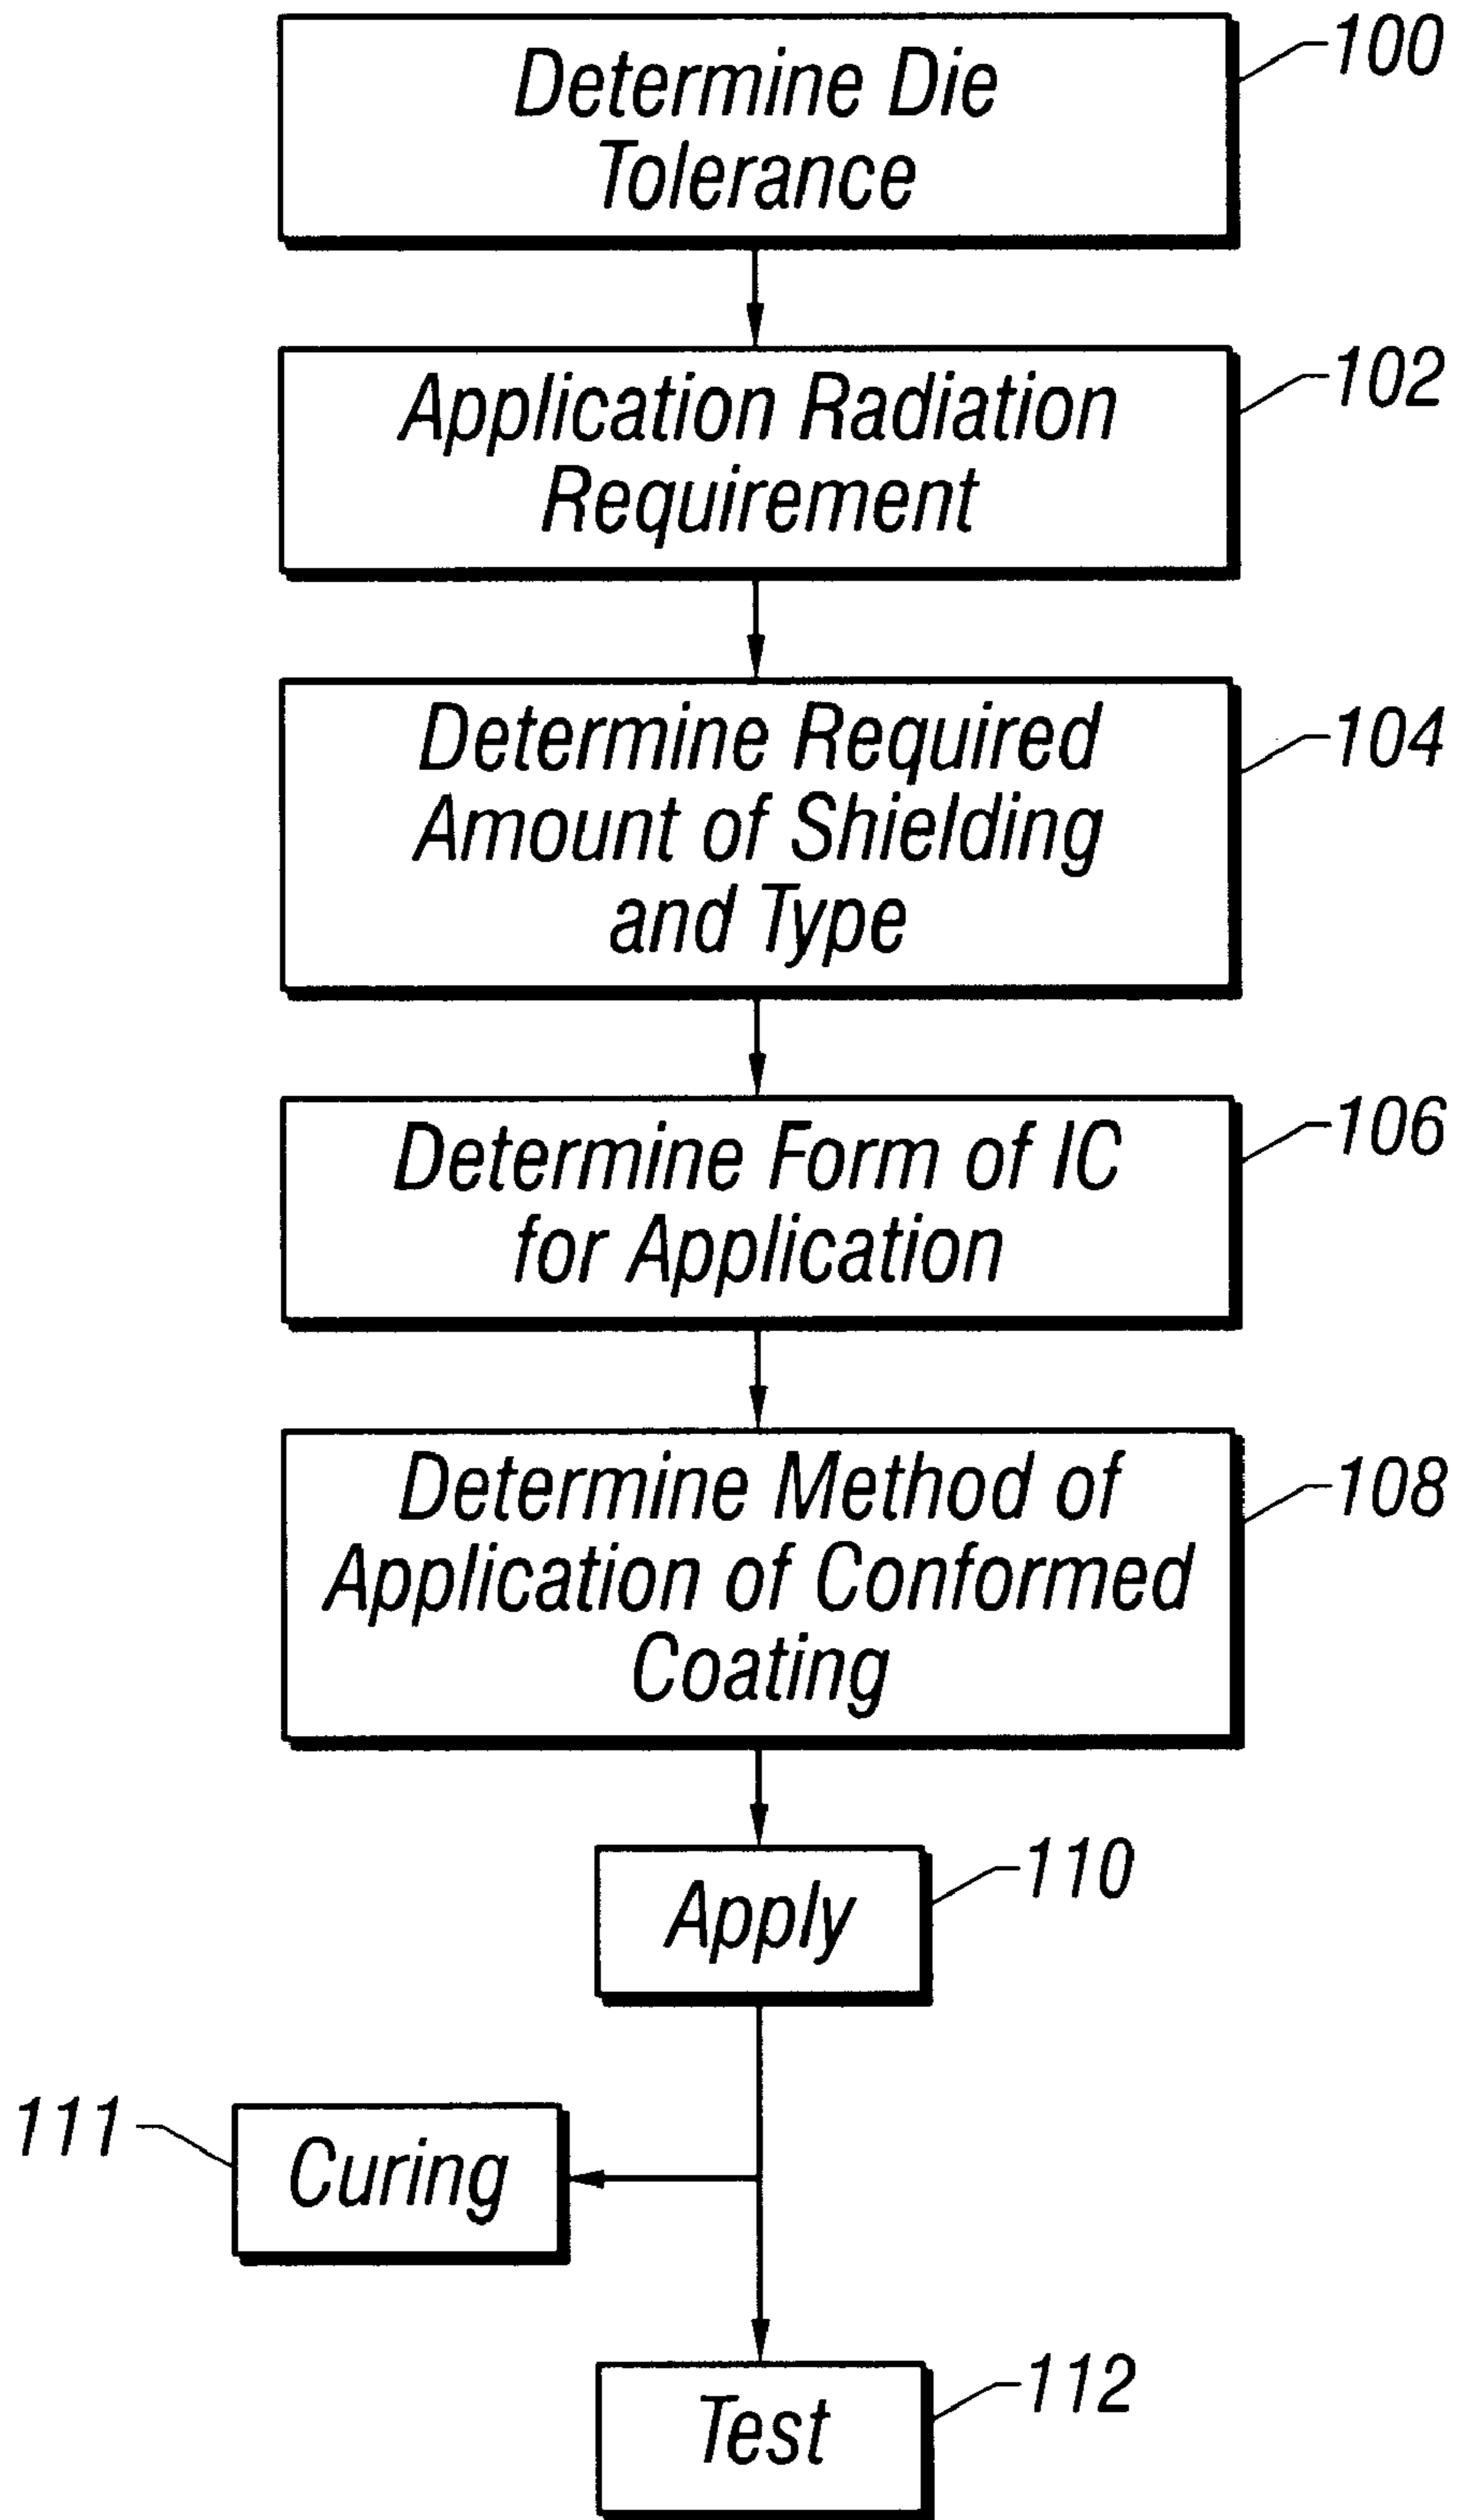 Determine Die
Tolerance
100
Application Radiation
Requirement
102
Determine Required
Amount of Shielding
and Type
104
Determine Form of IC
for Application
106
Determine Method of
Application of Conformed
Coating
108
Apply
110
111
Curing
Test
112